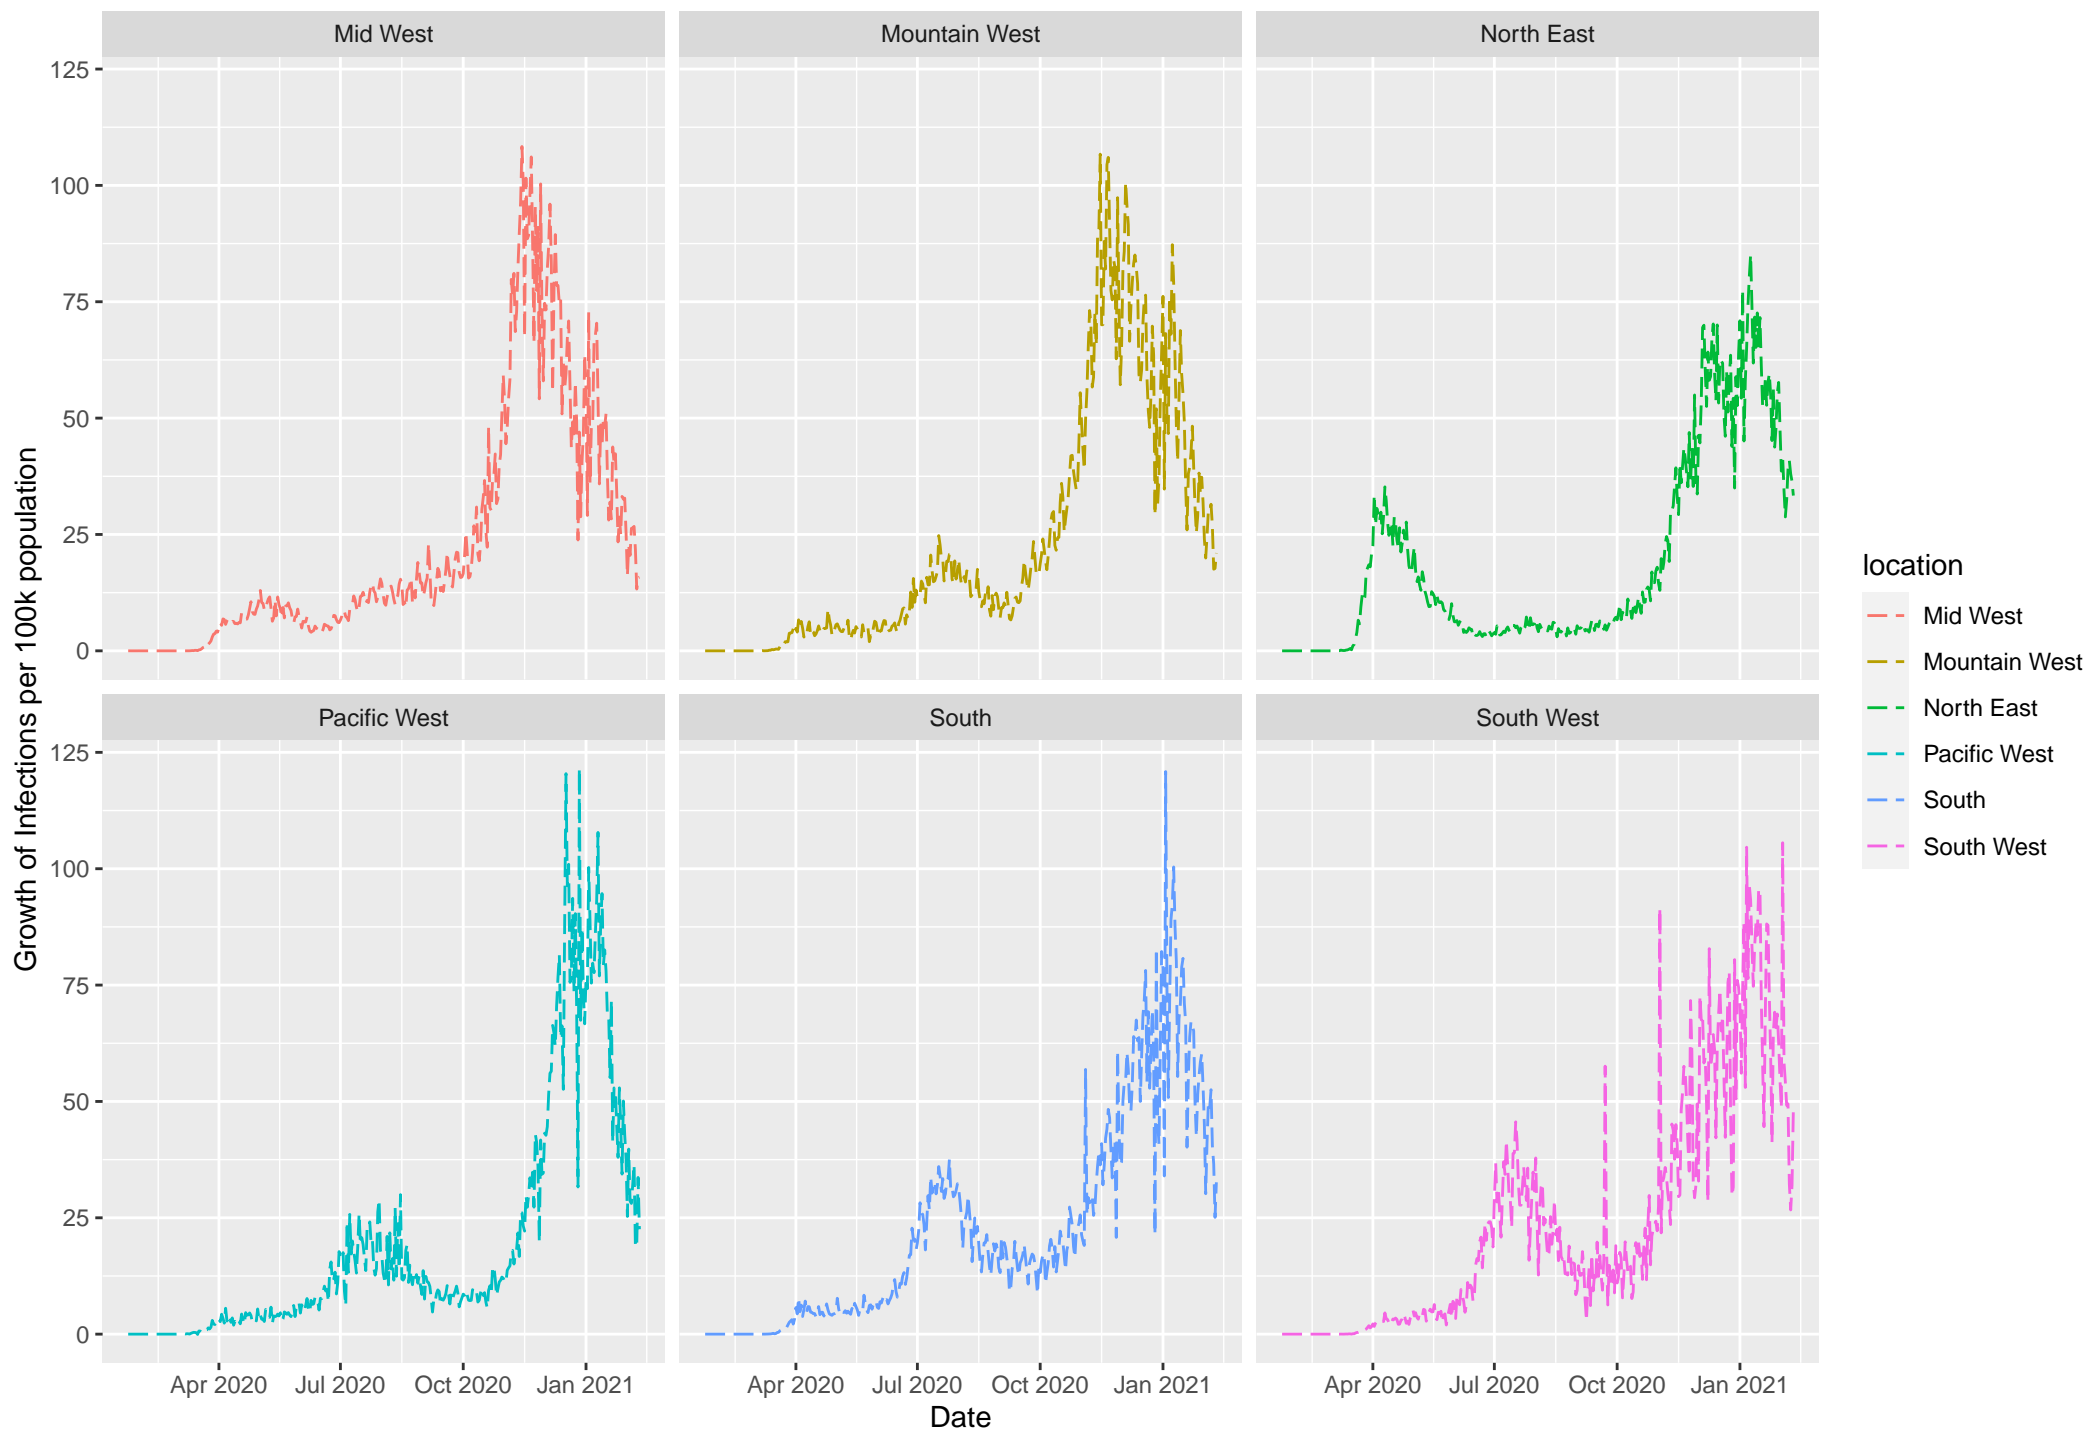 Mid West
Mountain West
North East
125
100
75
50
25
0
Pacific West
South
South West
125
100
75
50
25
0
Apr 2020
Jul 2020
Oct 2020
Jan 2021
Apr 2020
Jul 2020
Oct 2020
Jan 2021
Apr 2020
Jul 2020
Oct 2020
Jan 2021
Date
Growth of Infections per 100k population
location
Mid West
Mountain West
North East
Pacific West
South
South West